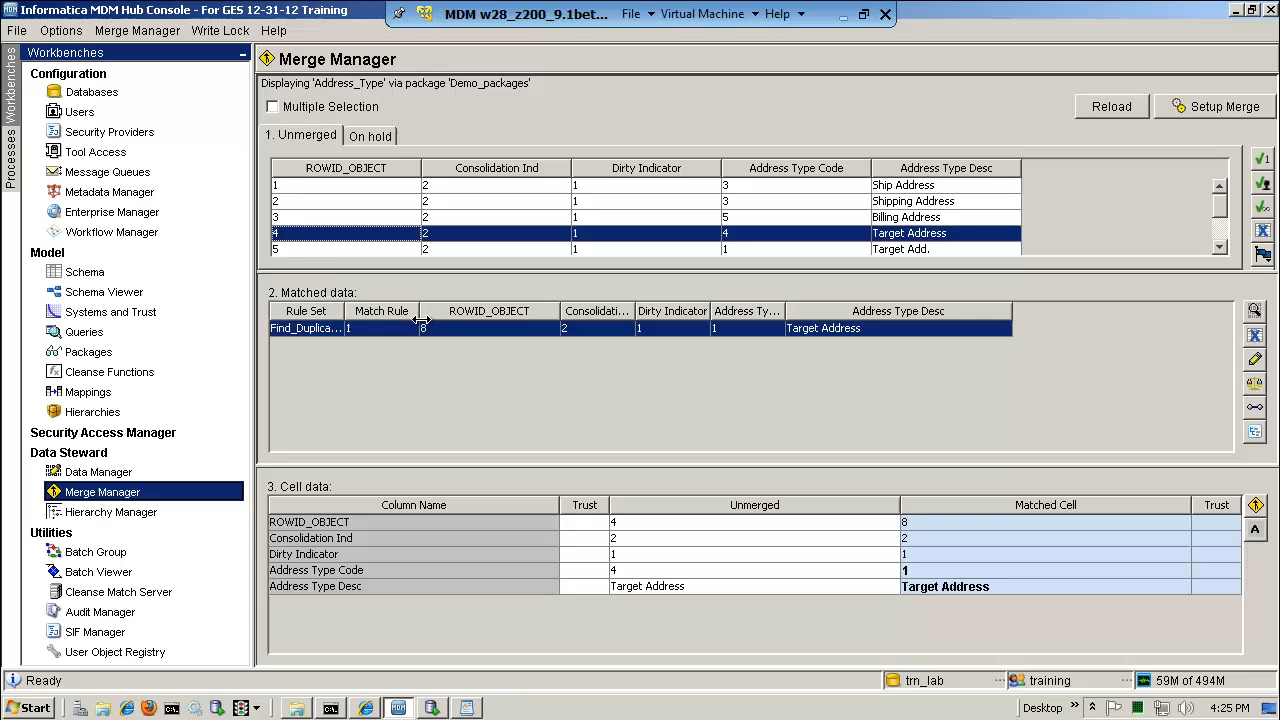 Informatica MDM Hub Console - For GES 12-31-12 Training
MDM w28_z200_9.1bet... File Virtual Machine Help
File Options Merge Manager Write Lock Help
Workbenches
Processes
Workbenches
Configuration
Databases
Users
Security Providers
Tool Access
Message Queues
Metadata Manager
Enterprise Manager
Workflow Manager
Model
Schema
Schema Viewer
Systems and Trust
Queries
Packages
Cleanse Functions
Mappings
Hierarchies
Security Access Manager
Data Steward
Data Manager
Merge Manager
Hierarchy Manager
Utilities
Batch Group
Batch Viewer
Cleanse Match Server
Audit Manager
SIF Manager
User Object Registry
Merge Manager
Displaying 'Address_Type' via package 'Demo_packages'
Multiple Selection
Reload
Setup Merge
1. Unmerged On hold
ROWID_OBJECT Consolidation Ind Dirty Indicator Address Type Code Address Type Desc
1 2 1 3 Ship Address
2 2 1 3 Shipping Address
3 2 1 5 Billing Address
4 2 1 4 Target Address
5 2 1 1 Target Add.
2. Matched data:
Rule Set Match Rule ROWID_OBJECT Consolidati... Dirty Indicator Address Ty... Address Type Desc
Find_Duplica... 1 8 2 1 1 Target Address
3. Cell data:
Column Name Trust Unmerged Matched Cell Trust
ROWID_OBJECT 4 8
Consolidation Ind 2 2
Dirty Indicator 1 1
Address Type Code 4 1
Address Type Desc Target Address Target Address
A
Ready
trn_lab
training
59M of 494M
Start
MDM
Desktop
4:25 PM